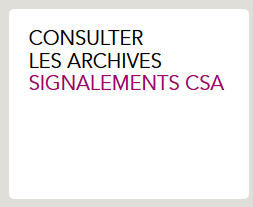 CONSULTER
LES ARCHIVES
SIGNALEMENTS CSA